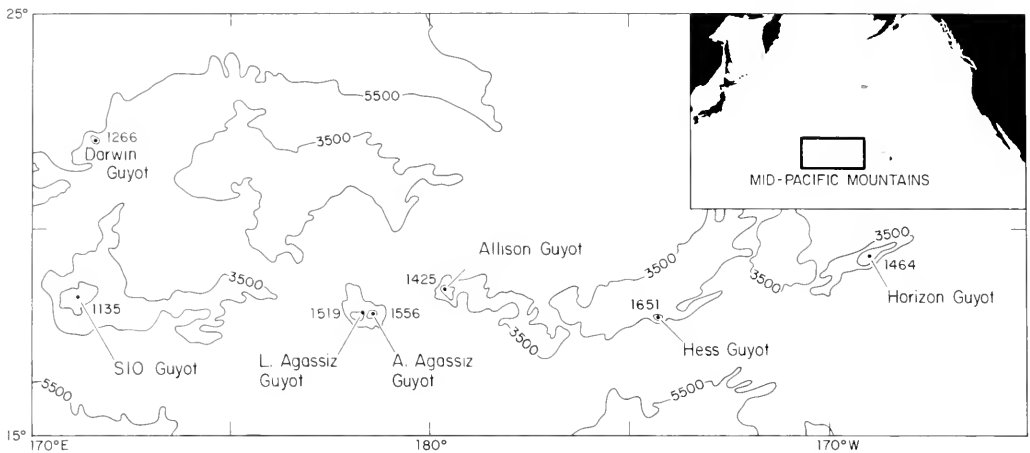 25°
5500
1266
Darwin
Guyot
3500
MID-PACIFIC MOUNTAINS
Allison Guyot
3500
3500
1425
3500
3500
1464
Horizon Guyot
1135
SIO Guyot
1519
1556
L. Agassiz
Guyot
A. Agassiz
Guyot
3500
1651
Hess Guyot
5500
5500
15°
170°E
180°
170°W